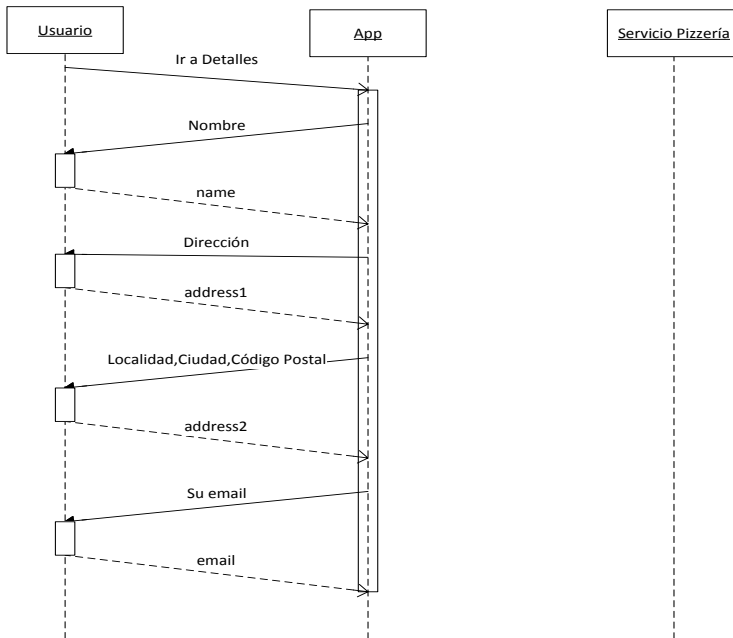 Usuario
App
Servicio Pizzería
Ir a Detalles
Nombre
name
Dirección
address1
Localidad,Ciudad,Código Postal
address2
Su email
email